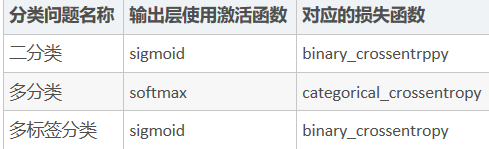 分类问题名称 输出层使用激活函数 对应的损失函数
二分类 sigmoid binary_crossentrppy
多分类 softmax categorical_crossentropy
多标签分类 sigmoid binary_crossentropy